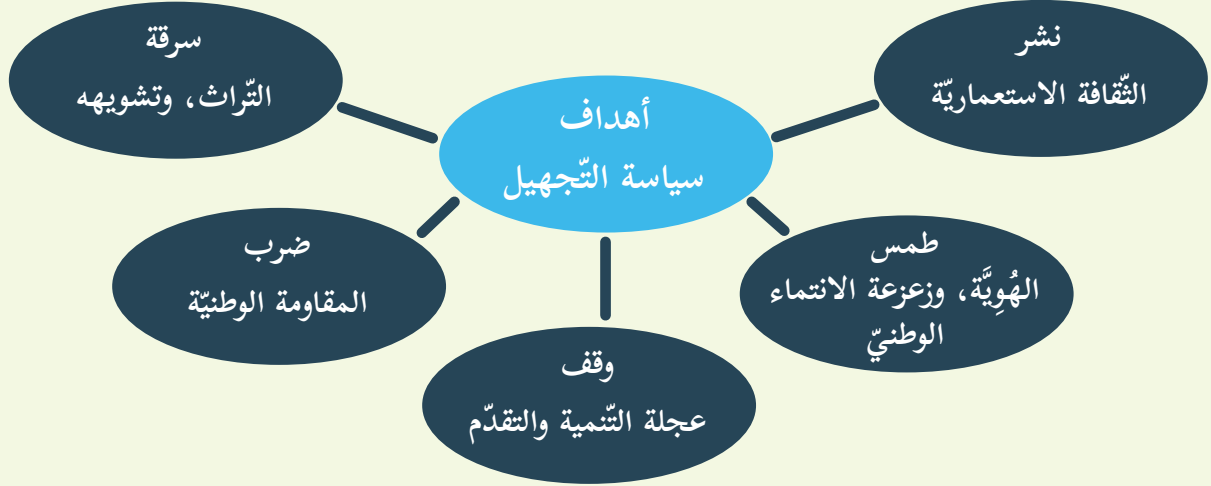 أهداف
سياسة التّجهيل
نشر
الثّقافة الاستعماريّة
طمس
الهُوِيَّة، وزعزعة الانتماء
الوطنيّ
وقف
عجلة التّنمية والتقدّم
ضرب
المقاومة الوطنيّة
سرقة
التّراث، وتشويهه